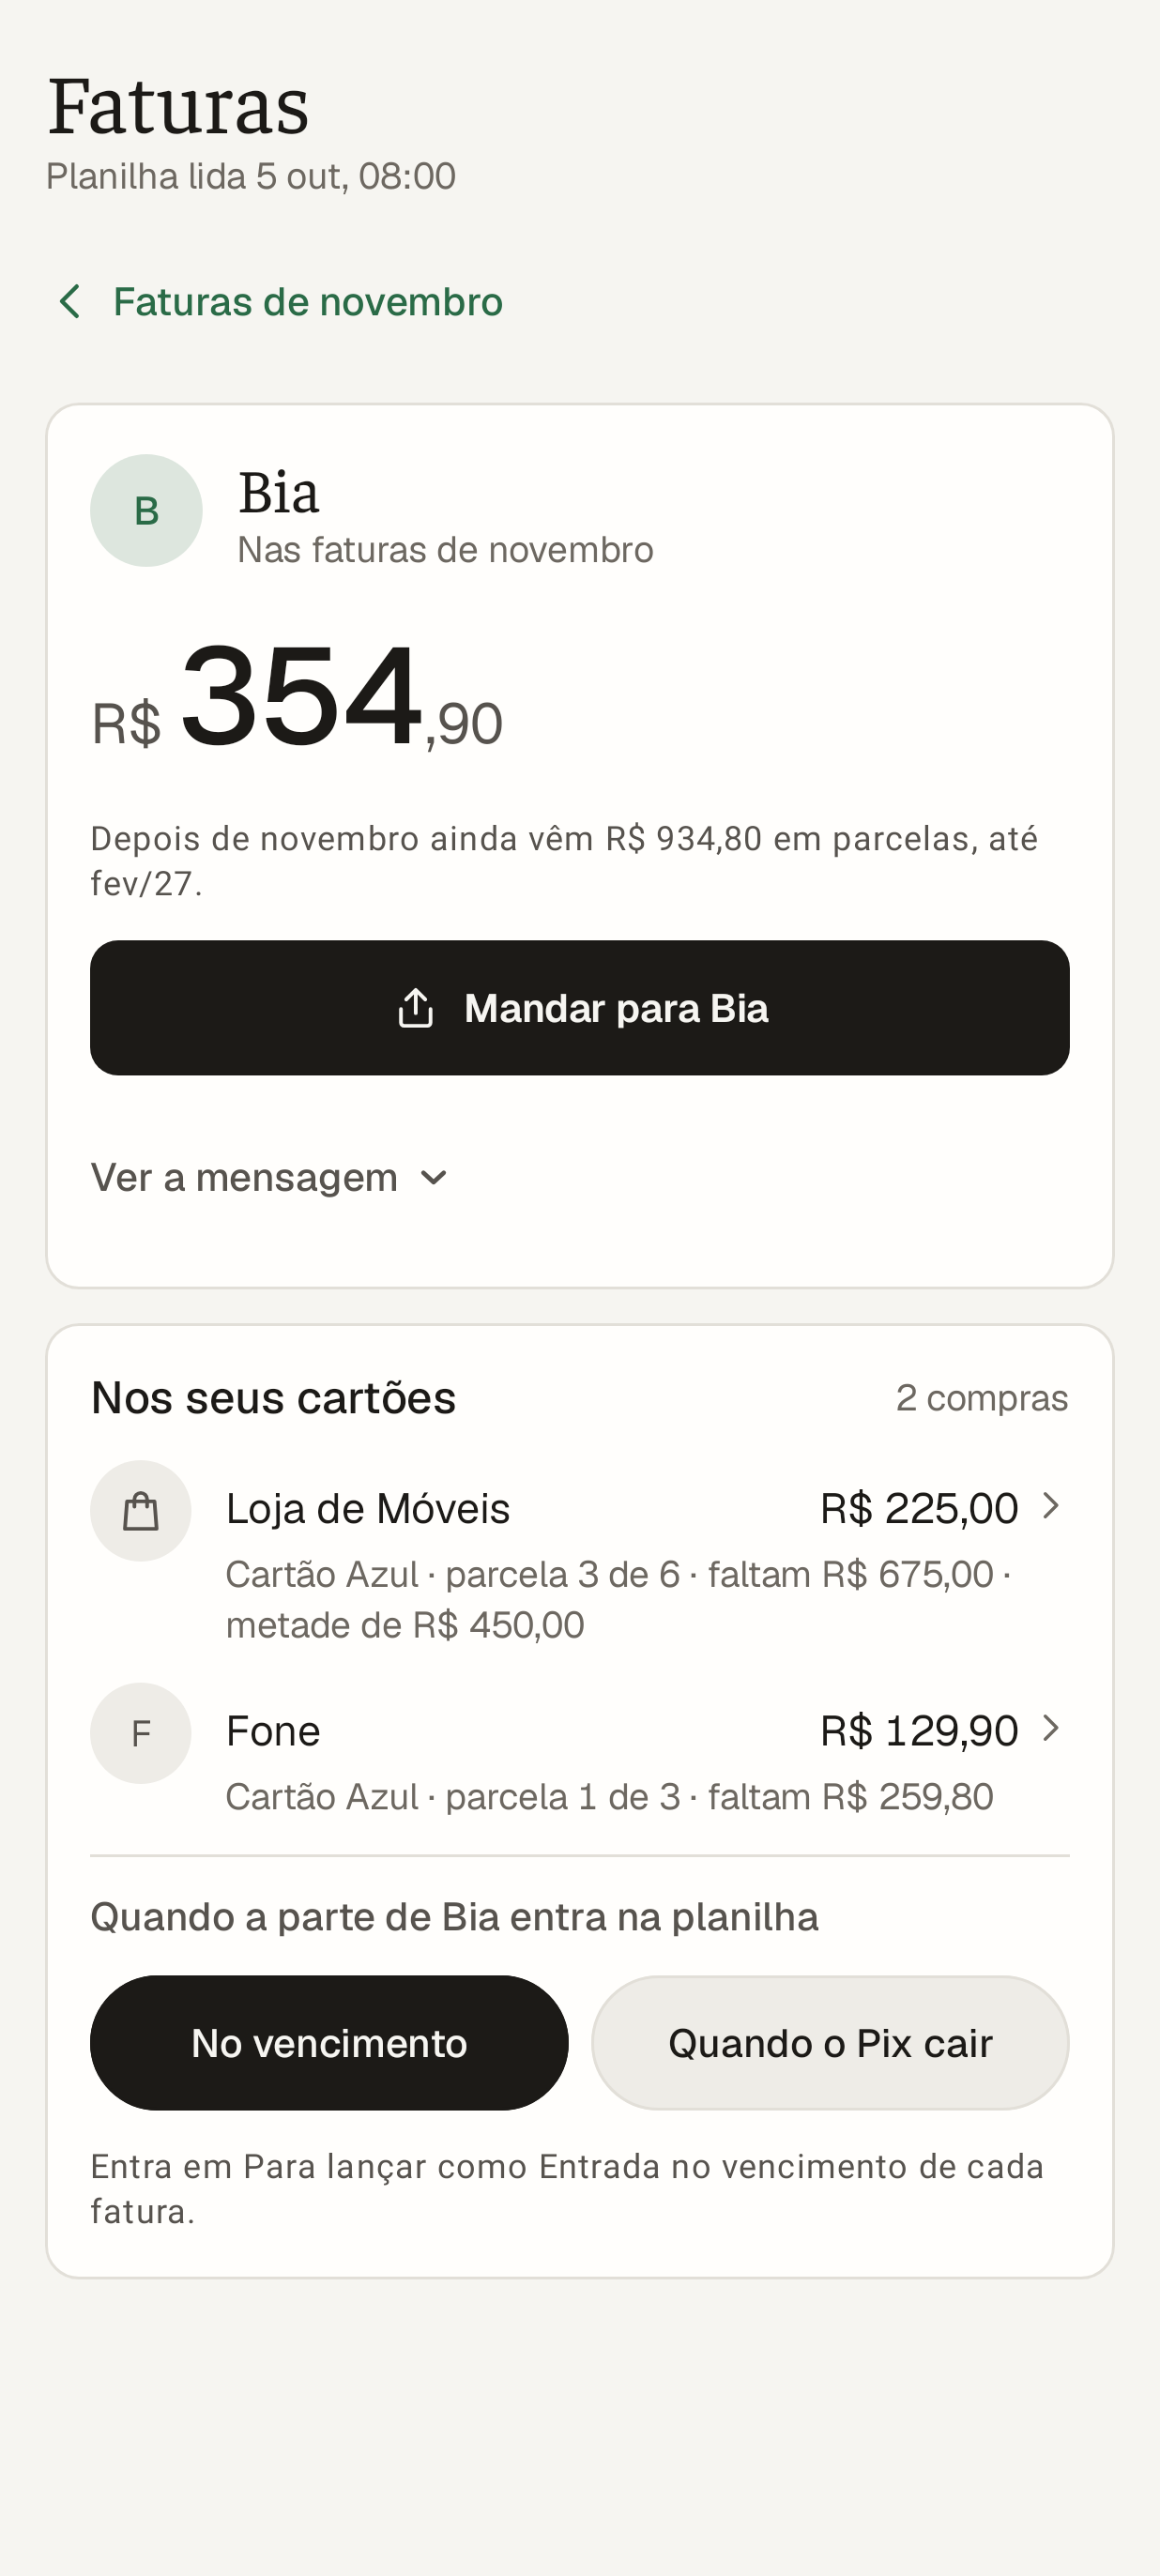 Faturas
Planilha lida 5 out, 08:00
Faturas de novembro
B
Bia
Nas faturas de novembro
R$ 354,90
Depois de novembro ainda vêm R$ 934,80 em parcelas, até
fev/27.
Mandar para Bia
Ver a mensagem
Nos seus cartões
2 compras
Loja de Móveis
R$ 225,00
Cartão Azul · parcela 3 de 6 · faltam R$ 675,00 ·
metade de R$ 450,00
F
Fone
R$ 129,90
Cartão Azul · parcela 1 de 3 · faltam R$ 259,80
Quando a parte de Bia entra na planilha
No vencimento
Quando o Pix cair
Entra em Para lançar como Entrada no vencimento de cada
fatura.